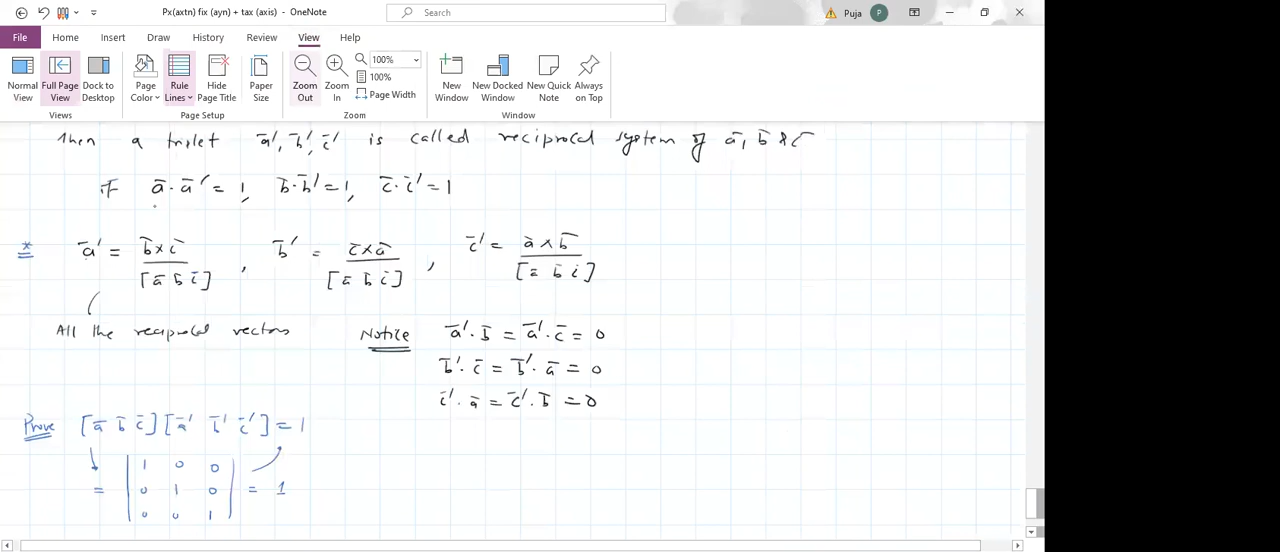 Px(axtn) fix (ayn) + tax (axis) - OneNote
Search
Puja P
File Home Insert Draw History Review View Help
Normal View Full Page View Dock to Desktop Page Color Rule Lines Hide Page Title Paper Size Zoom Out Zoom In 100% 100% Page Width New Window New Docked Window New Quick Note Always on Top
Views Page Setup Zoom Window
Then a triplet a̅', b̅', c̅' is called reciprocal system of a̅, b̅ & c̅
if a̅ · a̅' = 1, b̅ · b̅' = 1, c̅ · c̅' = 1
* a̅' = b̅ × c̅ / [a̅ b̅ c̅], b̅' = c̅ × a̅ / [a̅ b̅ c̅], c̅' = a̅ × b̅ / [a̅ b̅ c̅]
All the reciprocal vectors
Notice a̅' · b̅ = a̅' · c̅ = 0
b̅' · c̅ = b̅' · a̅ = 0
c̅' · a̅ = c̅' · b̅ = 0
Prove [a̅ b̅ c̅][a̅' b̅' c̅'] = 1
1 0 0
= 0 1 0 = 1
0 0 1